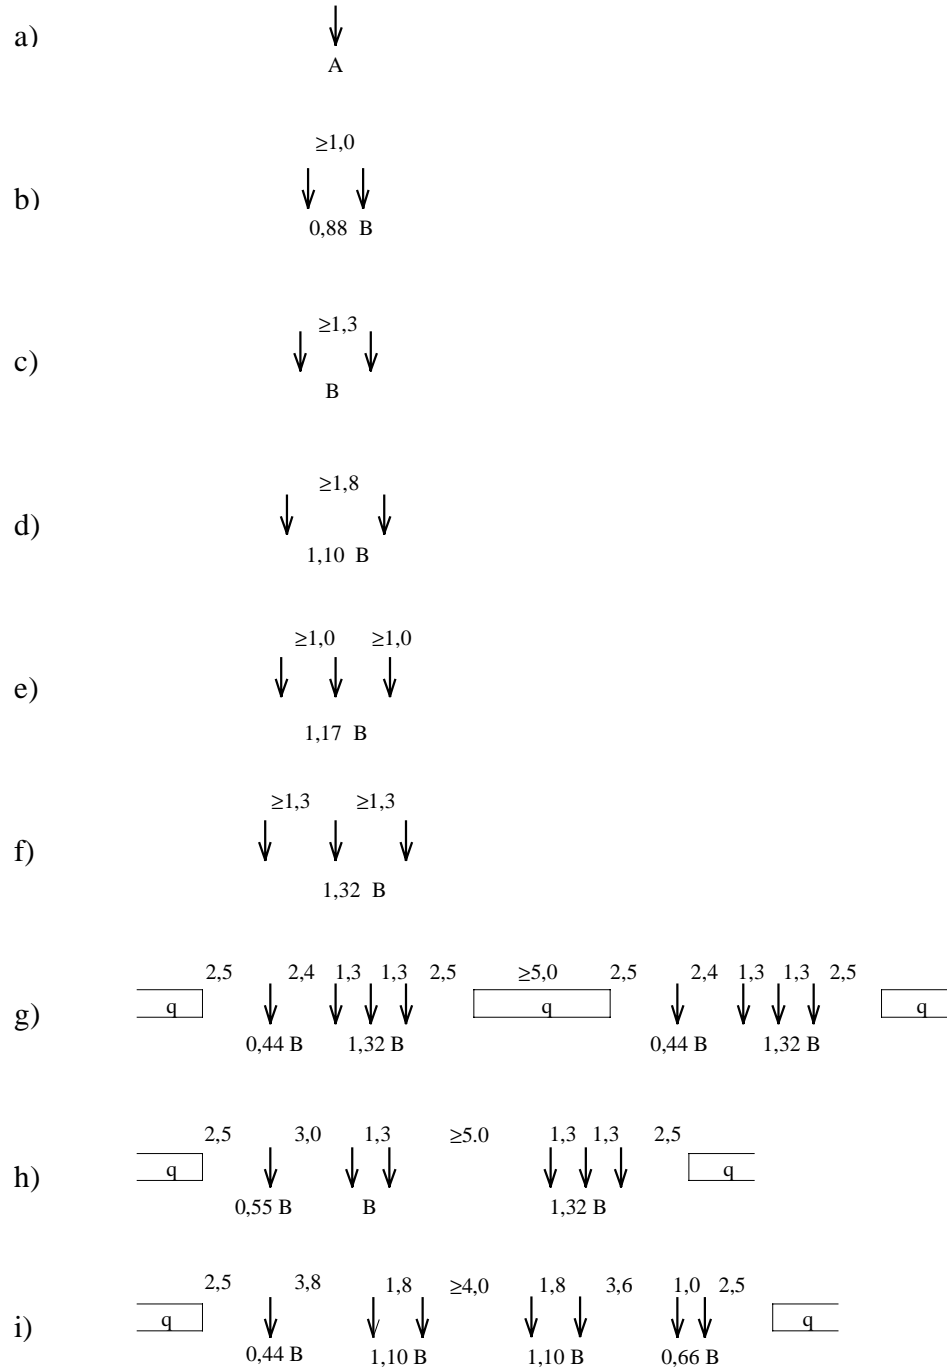 a)
A
≥1,0
b)
0,88 B
≥1,3
c)
B
≥1,8
d)
1,10 B
≥1,0 ≥1,0
e)
1,17 B
≥1,3 ≥1,3
f)
1,32 B
2,5 2,4 1,3 1,3 2,5 ≥5,0 2,5 2,4 1,3 1,3 2,5
g) q q q
0,44 B 1,32 B 0,44 B 1,32 B
2,5 3,0 1,3 ≥5.0 1,3 1,3 2,5
h) q q
0,55 B B 1,32 B
2,5 3,8 1,8 ≥4,0 1,8 3,6 1,0 2,5
i) q q
0,44 B 1,10 B 1,10 B 0,66 B